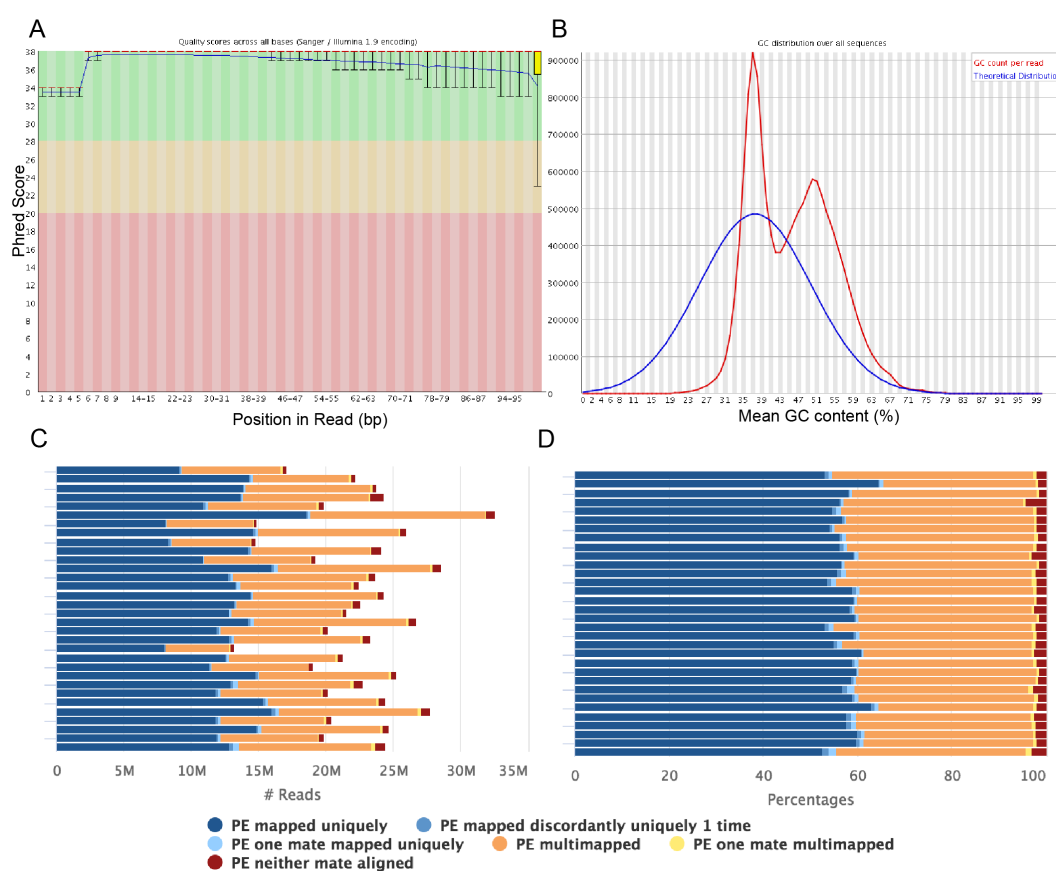 A
Quality scores across all bases (Sanger / Illumina 1.9 encoding)
38
36
34
32
30
28
26
24
22
20
18
16
14
12
10
8
6
4
2
0
Phred Score
1 2 3 4 5 6 7 8 9 14-15 22-23 30-31 38-39 46-47 54-55 62-63 70-71 78-79 86-87 94-95
Position in Read (bp)
B
GC distribution over all sequences
GC count per read
Theoretical Distributio
900000
800000
700000
600000
500000
400000
300000
200000
100000
0
0 2 4 6 8 11 15 19 23 27 31 35 39 43 47 51 55 59 63 67 71 75 79 83 87 91 95 99
Mean GC content (%)
C
0 5M 10M 15M 20M 25M 30M 35M
# Reads
D
0 20 40 60 80 100
Percentages
PE mapped uniquely PE mapped discordantly uniquely 1 time
PE one mate mapped uniquely PE multimapped PE one mate multimapped
PE neither mate aligned